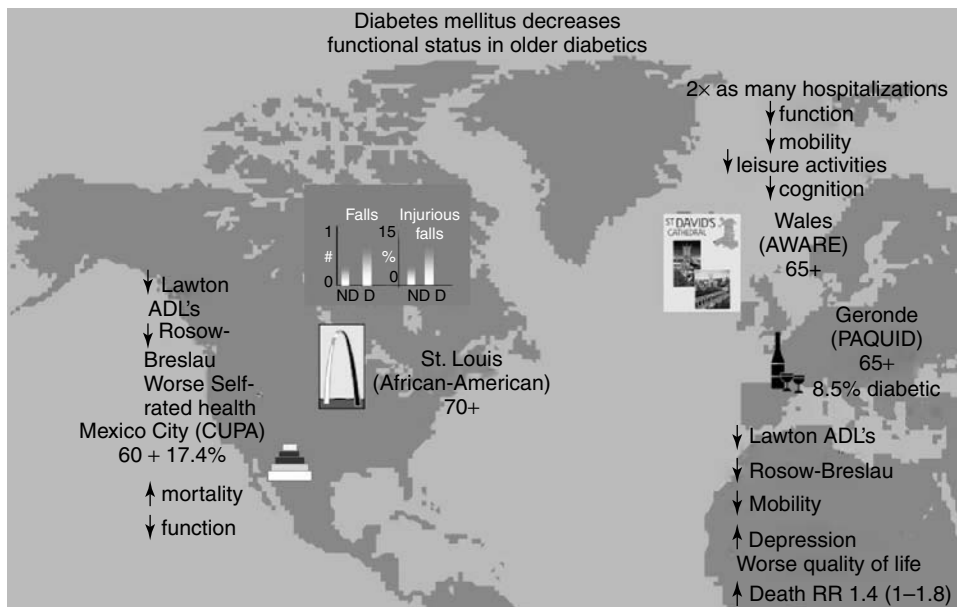 Diabetes mellitus decreases
functional status in older diabetics
2× as many hospitalizations
↓ function
↓ mobility
↓ leisure activities
↓ cognition
Wales
(AWARE)
65+
ST DAVID'S
CATHEDRAL
Falls
Injurious
falls
1
#
0
15
%
0
ND D
ND D
↓ Lawton
ADL's
↓ Rosow-
Breslau
Worse Self-
rated health
Mexico City (CUPA)
60 + 17.4%
↑ mortality
↓ function
St. Louis
(African-American)
70+
Geronde
(PAQUID)
65+
8.5% diabetic
↓ Lawton ADL's
↓ Rosow-Breslau
↓ Mobility
↑ Depression
Worse quality of life
↑ Death RR 1.4 (1–1.8)